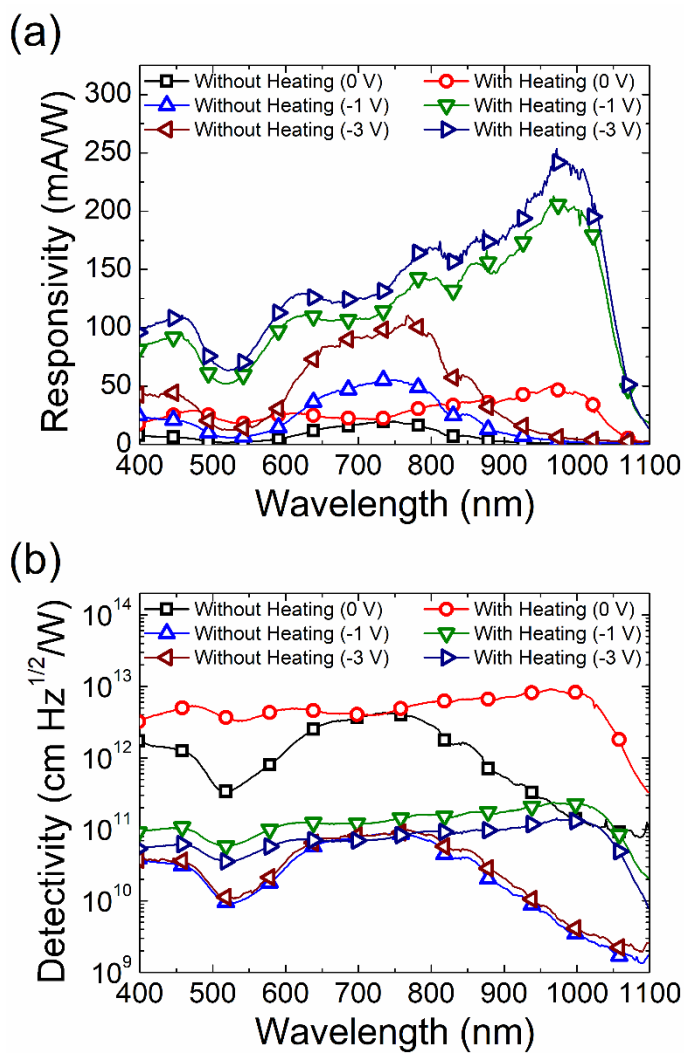 (a)
Without Heating (0 V) With Heating (0 V)
Without Heating (-1 V) With Heating (-1 V)
Without Heating (-3 V) With Heating (-3 V)
300
250
200
150
100
50
0
Responsivity (mA/W)
400 500 600 700 800 900 1000 1100
Wavelength (nm)
(b)
Without Heating (0 V) With Heating (0 V)
Without Heating (-1 V) With Heating (-1 V)
Without Heating (-3 V) With Heating (-3 V)
10^14
10^13
10^12
10^11
10^10
10^9
Detectivity (cm Hz^1/2/W)
400 500 600 700 800 900 1000 1100
Wavelength (nm)